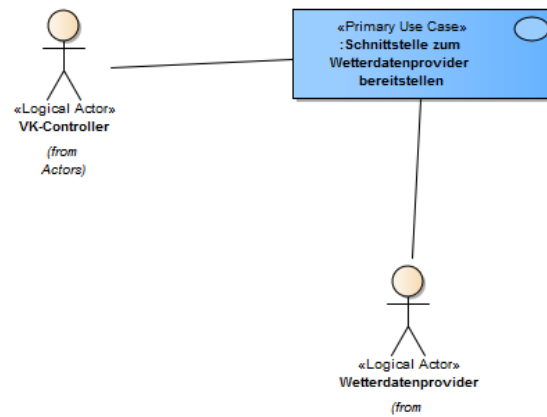 «Primary Use Case»
:Schnittstelle zum
Wetterdatenprovider
bereitstellen
«Logical Actor»
VK-Controller
(from
Actors)
«Logical Actor»
Wetterdatenprovider
(from